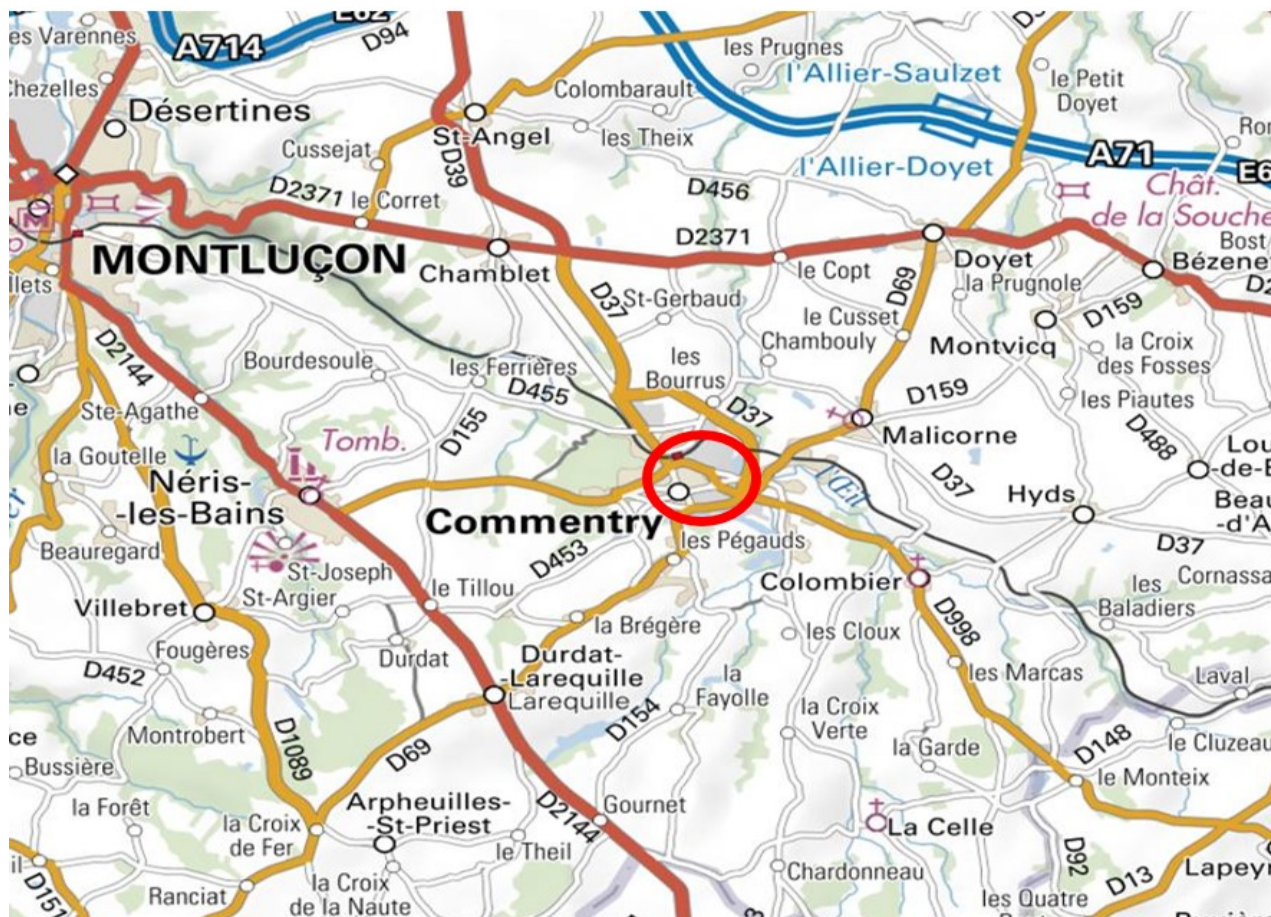 es Varennes
A714
E62
D94
les Prugnes
l'Allier-Saulzet
le Petit
Doyet
Chezelles
Désertines
Colombarault
St-Angel
les Theix
Cussejat
D39
l'Allier-Doyet
A71
D2371
le Corret
D456
Chât.
de la Souche
M
MONTLUÇON
Chamblet
D2371
le Copt
Doyet
Bost
Bézenet
llets
D37
St-Gerbaud
D69
la Prugnole
D159
le Cusset
Chambouly
Montvicq
la Croix
des Fosses
D2144
Bourdesoule
les Ferrières
les
Bourrus
D455
D159
les Piautes
Ste-Agathe
D155
D37
Malicorne
D488
Tomb.
la Goutelle
Néris-
-les-Bains
l'Œil
D37
Hyds
Commentry
les Pégauds
D37
Beauregard
St-Joseph
D453
Colombier
les
Baladiers
Cornassa
le Tillou
Villebret
St-Argier
la Brégère
les Cloux
D998
Fougères
Durdat
Durdat-
-Larequille
Larequille
les Marcas
Laval
D452
la
Fayolle
D154
la Croix
Verte
Montrobert
D1089
la Garde
D148
le Cluzeau
Bussière
D69
le Monteix
la Forêt
Arpheuilles-
-St-Priest
D2144
Gournet
la Croix
de Fer
La Celle
le Theil
D92
Lapeyr
Chardonneau
D13
D151
Ranciat
la Croix
de la Naute
les Quatre